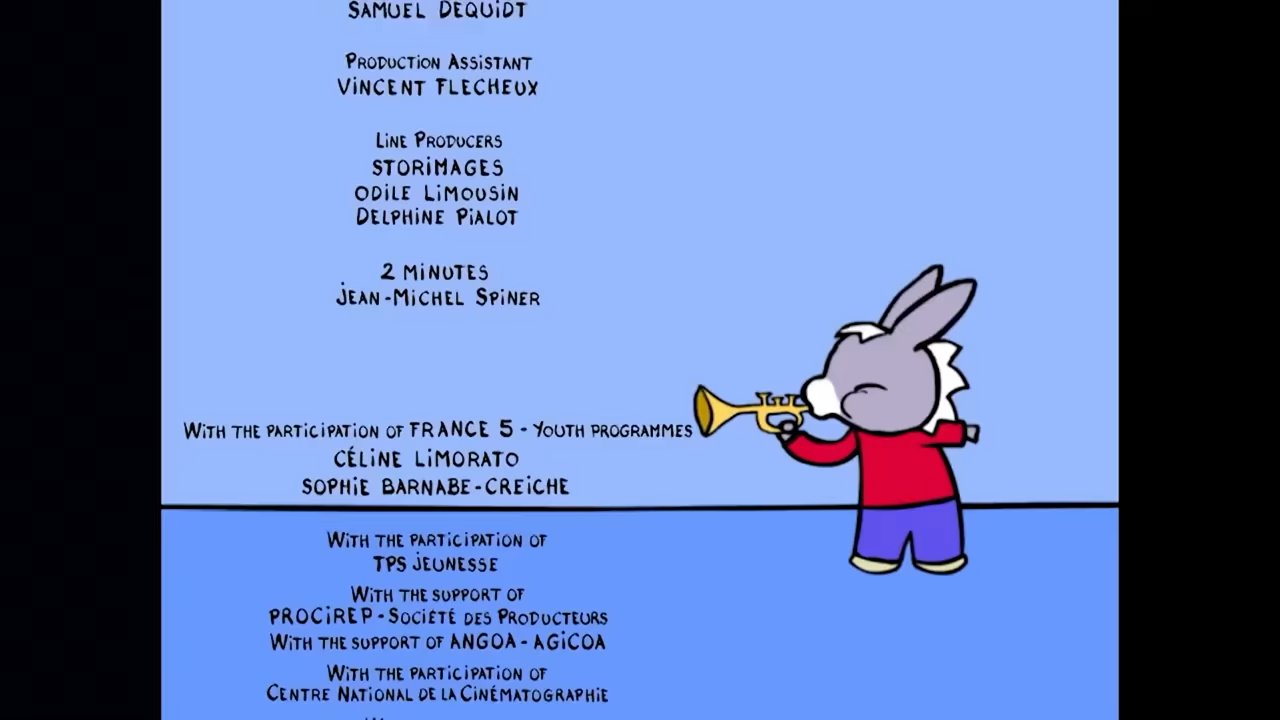 SAMUEL DEQUIDT
PRODUCTION ASSISTANT
VINCENT FLECHEUX
LINE PRODUCERS
STORIMAGES
ODILE LIMOUSIN
DELPHINE PIALOT
2 MINUTES
JEAN-MICHEL SPINER
WITH THE PARTICIPATION OF FRANCE 5 - YOUTH PROGRAMMES
CÉLINE LIMORATO
SOPHIE BARNABE-CREICHE
WITH THE PARTICIPATION OF
TPS JEUNESSE
WITH THE SUPPORT OF
PROCIREP - SOCIÉTÉ DES PRODUCTEURS
WITH THE SUPPORT OF ANGOA - AGICOA
WITH THE PARTICIPATION OF
CENTRE NATIONAL DE LA CINÉMATOGRAPHIE